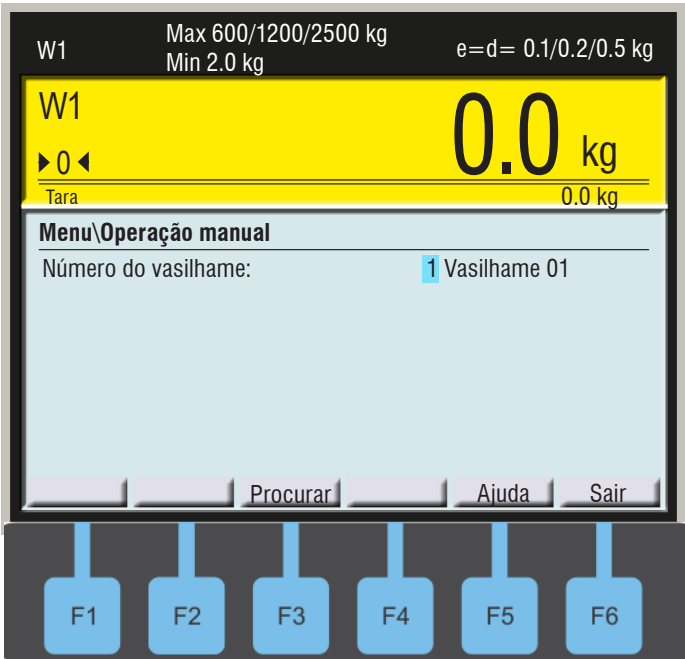 W1 Max 600/1200/2500 kg e=d= 0.1/0.2/0.5 kg
Min 2.0 kg
W1
0.0 kg
0
Tara 0.0 kg
Menu\Operação manual
Número do vasilhame: 1 Vasilhame 01
Procurar Ajuda Sair
F1 F2 F3 F4 F5 F6